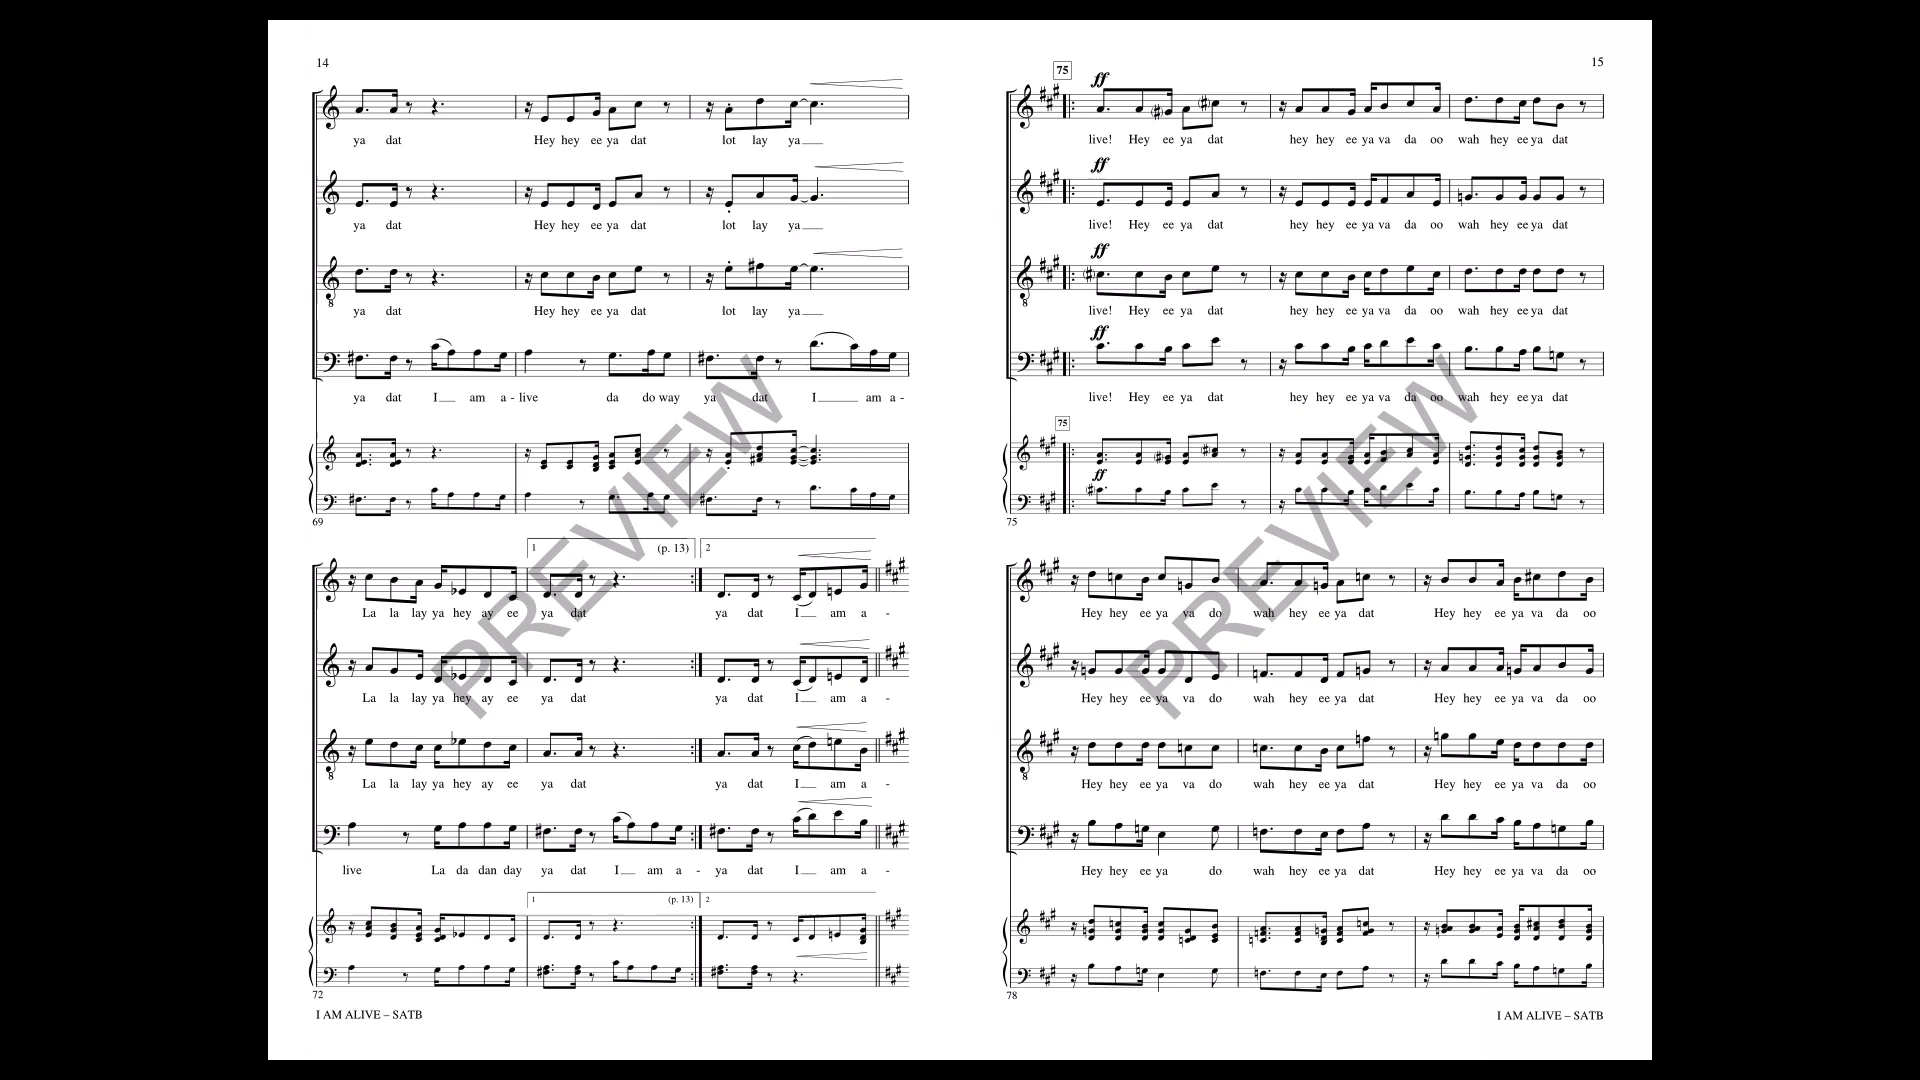 14
ya dat Hey hey ee ya dat lot lay ya
ya dat Hey hey ee ya dat lot lay ya
8
ya dat Hey hey ee ya dat lot lay ya
ya dat I am a - live da do way ya dat I am a -
69
1 (p. 13) 2
La la lay ya hey ay ee ya dat ya dat I am a -
La la lay ya hey ay ee ya dat ya dat I am a -
8
La la lay ya hey ay ee ya dat ya dat I am a -
live La da dan day ya dat I am a - ya dat I am a -
1 (p. 13) 2
72
I AM ALIVE – SATB
PREVIEW
15
75
ff
live! Hey ee ya dat hey hey ee ya va da oo wah hey ee ya dat
ff
live! Hey ee ya dat hey hey ee ya va da oo wah hey ee ya dat
ff
8
live! Hey ee ya dat hey hey ee ya va da oo wah hey ee ya dat
ff
live! Hey ee ya dat hey hey ee ya va da oo wah hey ee ya dat
75
ff
75
Hey hey ee ya va do wah hey ee ya dat Hey hey ee ya va da oo
Hey hey ee ya va do wah hey ee ya dat Hey hey ee ya va da oo
8
Hey hey ee ya va do wah hey ee ya dat Hey hey ee ya va da oo
Hey hey ee ya do wah hey ee ya dat Hey hey ee ya va da oo
78
I AM ALIVE – SATB
PREVIEW